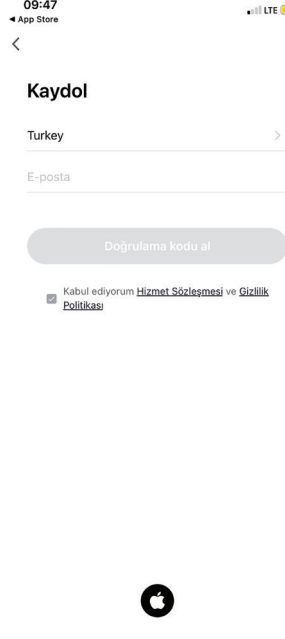 09:47
LTE
◀ App Store
Kaydol
Turkey
E-posta
Doğrulama kodu al
Kabul ediyorum Hizmet Sözleşmesi ve Gizlilik
Politikası